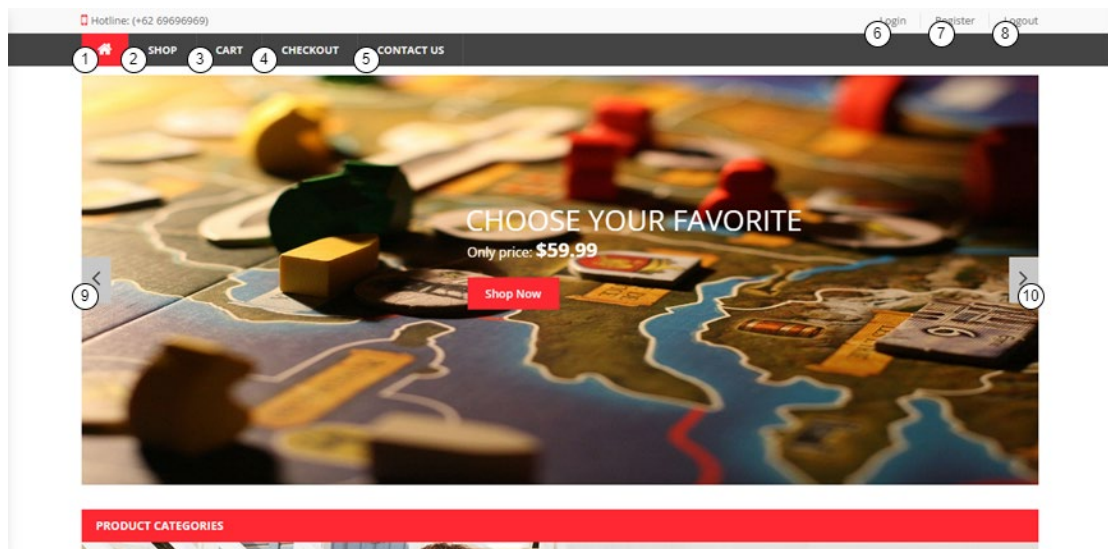 Hotline: (+62 69696969)
Login Register Logout
6 7 8
SHOP CART CHECKOUT CONTACT US
1 2 3 4 5
CHOOSE YOUR FAVORITE
Only price: $59.99
9
10
Shop Now
PRODUCT CATEGORIES